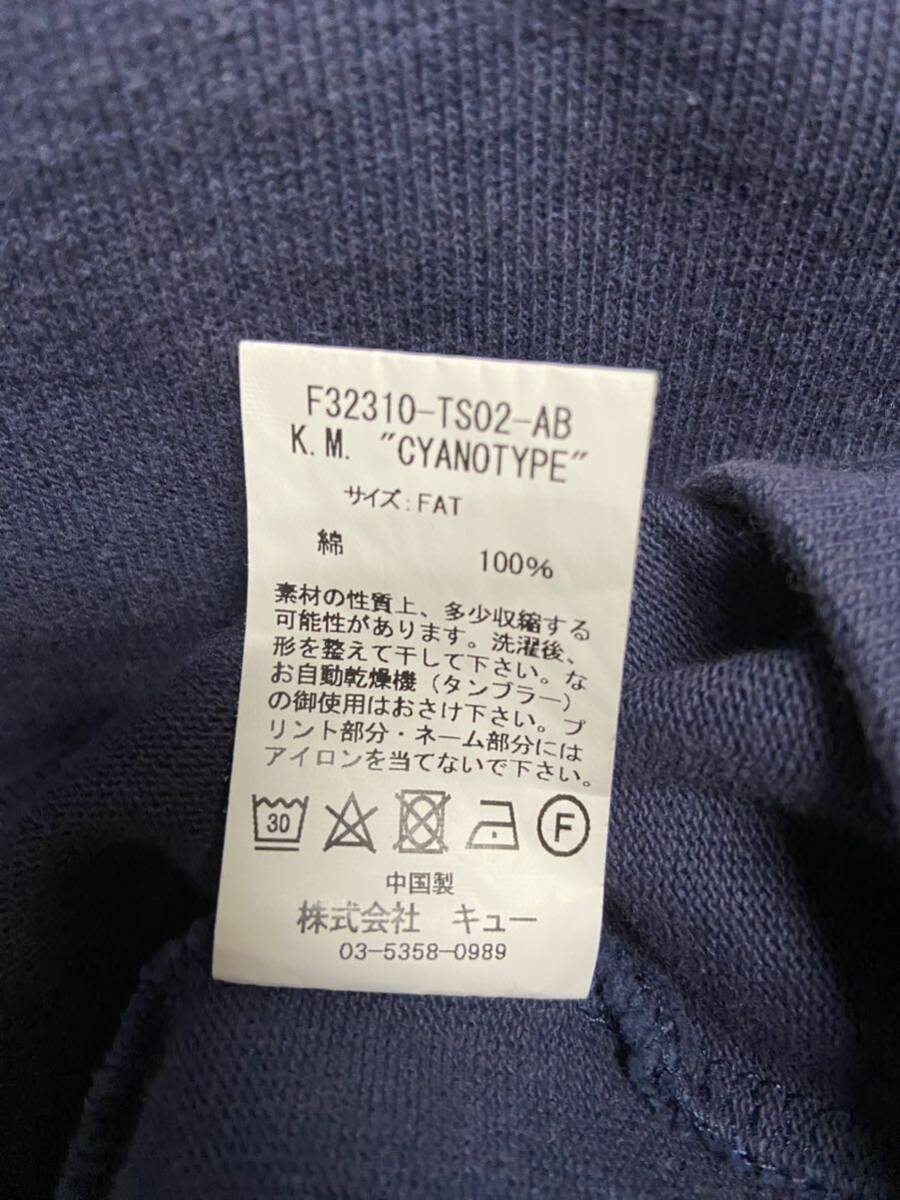 F32310-TS02-AB
K.M. "CYANOTYPE"
サイズ:FAT
綿 100%
素材の性質上、多少収縮する
可能性があります。洗濯後、
形を整えて干して下さい。な
お自動乾燥機(タンブラー)
の御使用はおさけ下さい。プ
リント部分・ネーム部分には
アイロンを当てないで下さい。
30 F
中国製
株式会社 キュー
03-5358-0989